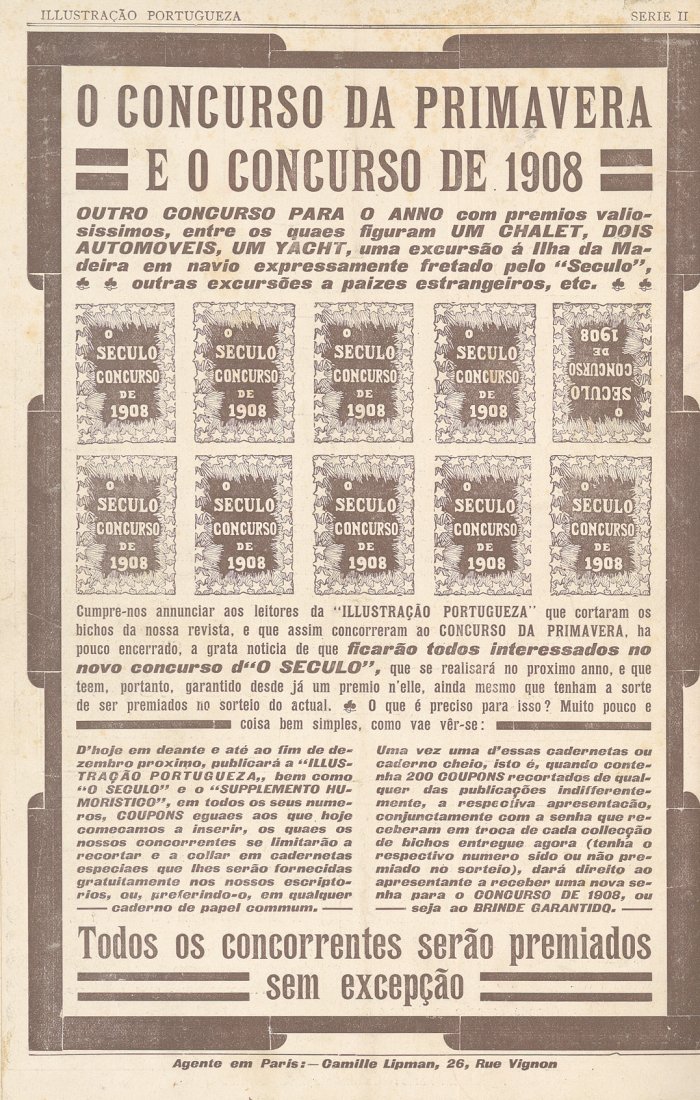 ILLUSTRAÇÃO PORTUGUEZA
SERIE II
O CONCURSO DA PRIMAVERA
E O CONCURSO DE 1908
OUTRO CONCURSO PARA O ANNO com premios valio-
sissimos, entre os quaes figuram UM CHALET, DOIS
AUTOMOVEIS, UM YACHT, uma excursão á Ilha da Ma-
deira em navio expressamente fretado pelo "Seculo",
outras excursões a paizes estrangeiros, etc.
O
SECULO
CONCURSO
DE
1908
O
SECULO
CONCURSO
DE
1908
O
SECULO
CONCURSO
DE
1908
O
SECULO
CONCURSO
DE
1908
O
SECULO
CONCURSO
DE
1908
O
SECULO
CONCURSO
DE
1908
O
SECULO
CONCURSO
DE
1908
O
SECULO
CONCURSO
DE
1908
O
SECULO
CONCURSO
DE
1908
O
SECULO
CONCURSO
DE
1908
Cumpre-nos annunciar aos leitores da "ILLUSTRAÇÃO PORTUGUEZA" que cortaram os
bichos da nossa revista, e que assim concorreram ao CONCURSO DA PRIMAVERA, ha
pouco encerrado, a grata noticia de que ficarão todos interessados no
novo concurso d"O SECULO", que se realisará no proximo anno, e que
teem, portanto, garantido desde já um premio n'elle, ainda mesmo que tenham a sorte
de ser premiados no sorteio do actual. ♣ O que é preciso para isso? Muito pouco e
coisa bem simples, como vae vêr-se:
D'hoje em deante e até ao fim de de-
zembro proximo, publicará a "ILLUS-
TRAÇÃO PORTUGUEZA,, bem como
"O SECULO" e o "SUPPLEMENTO HU-
MORISTICO", em todos os seus nume-
ros, COUPONS eguaes aos que hoje
começamos a inserir, os quaes os
nossos concorrentes se limitarão a
recortar e a collar em cadernetas
especiaes que lhes serão fornecidas
gratuitamente nos nossos escripto-
rios, ou, preferindo-o, em qualquer
caderno de papel commum.
Uma vez uma d'essas cadernetas ou
caderno cheio, isto é, quando conte-
nha 200 COUPONS recortados de qual-
quer das publicações indifferente-
mente, a respectiva apresentacão,
conjunctamente com a senha que re-
ceberam em troca de cada collecção
de bichos entregue agora (tenha o
respectivo numero sido ou não pre-
miado no sorteio), dará direito ao
apresentante a receber uma nova se-
nha para o CONCURSO DE 1908, ou
seja ao BRINDE GARANTIDO.
Todos os concorrentes serão premiados
sem excepção
Agente em Paris:—Camille Lipman, 26, Rue Vignon